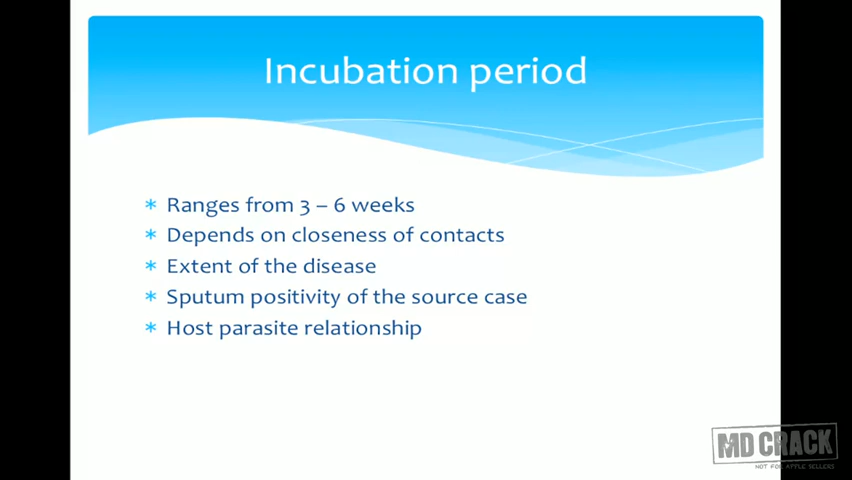 Incubation period
Ranges from 3 – 6 weeks
Depends on closeness of contacts
Extent of the disease
Sputum positivity of the source case
Host parasite relationship
MD CRACK
NOT FOR APPLE SELLERS